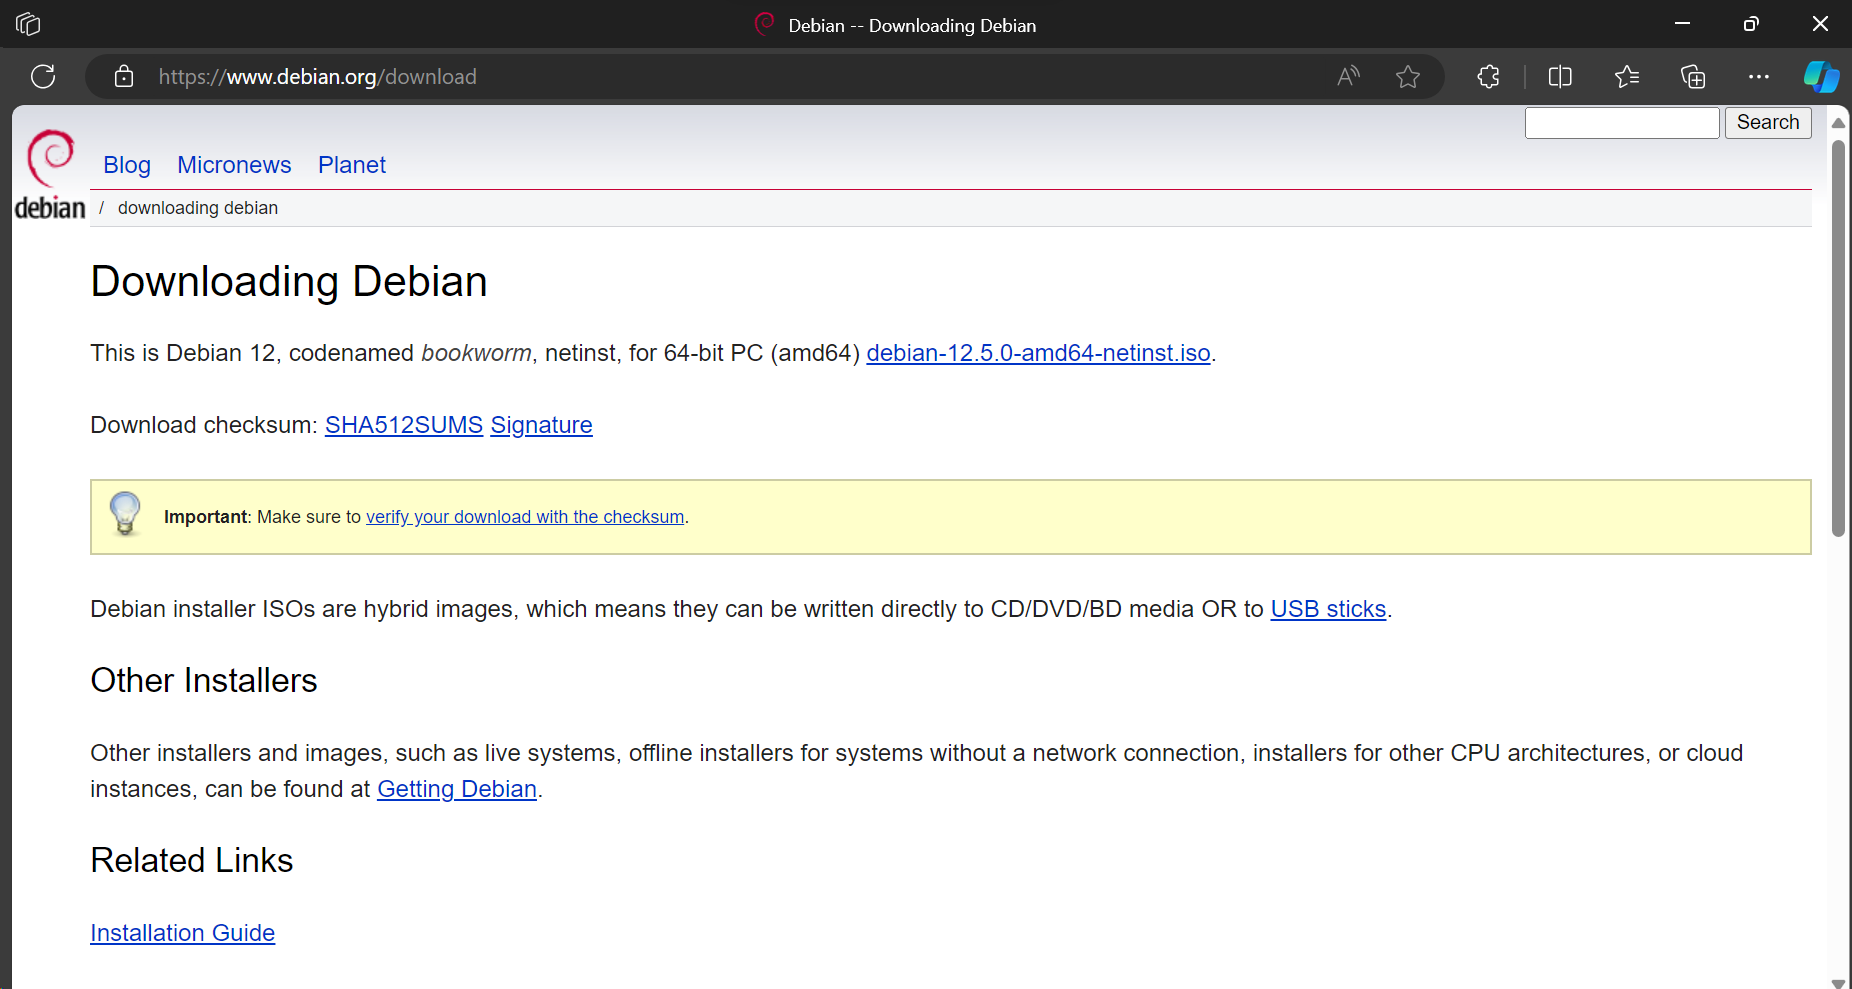 Debian -- Downloading Debian
https://www.debian.org/download
Search
Blog Micronews Planet
debian / downloading debian
Downloading Debian
This is Debian 12, codenamed bookworm, netinst, for 64-bit PC (amd64) debian-12.5.0-amd64-netinst.iso.
Download checksum: SHA512SUMS Signature
Important: Make sure to verify your download with the checksum.
Debian installer ISOs are hybrid images, which means they can be written directly to CD/DVD/BD media OR to USB sticks.
Other Installers
Other installers and images, such as live systems, offline installers for systems without a network connection, installers for other CPU architectures, or cloud
instances, can be found at Getting Debian.
Related Links
Installation Guide